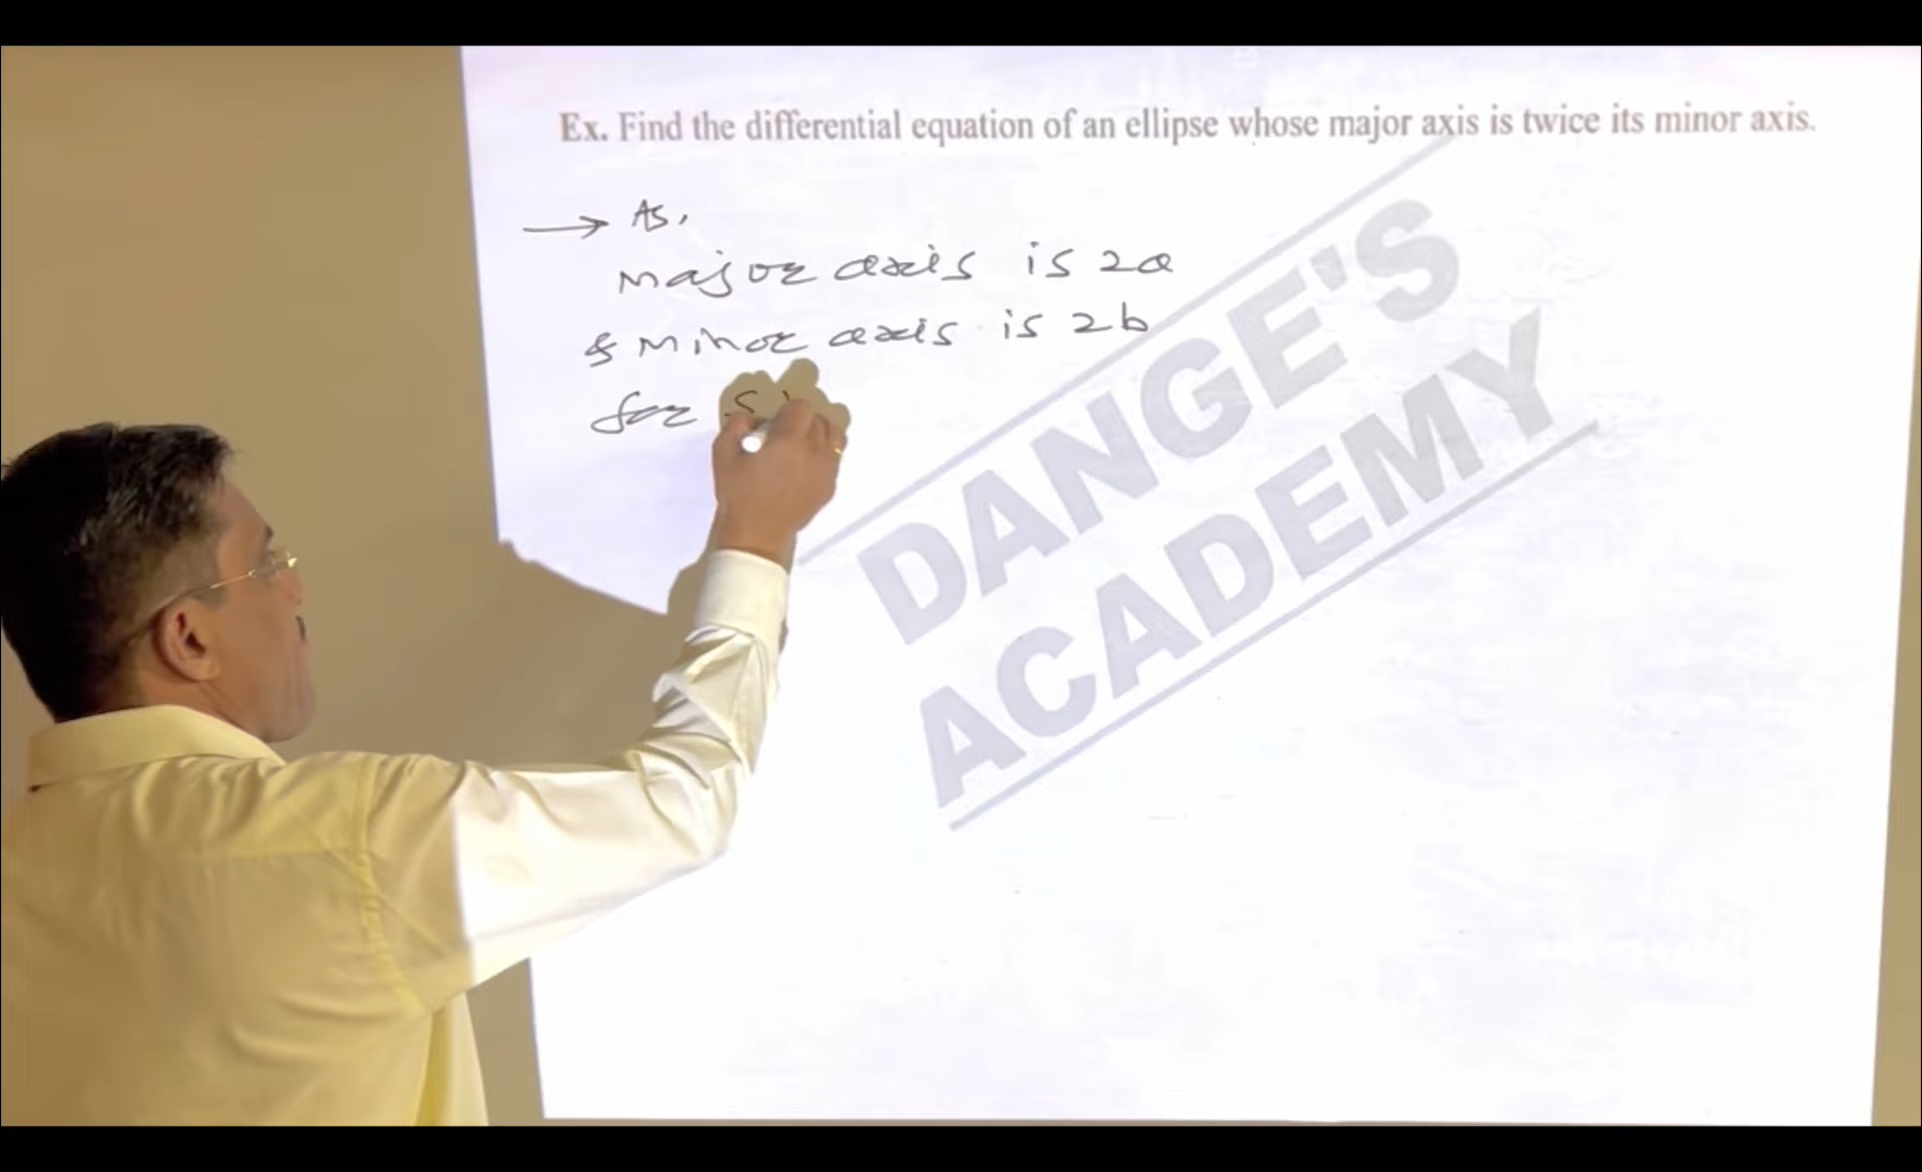 Ex. Find the differential equation of an ellipse whose major axis is twice its minor axis.
→ As,
Major axis is 2a
& Minor axis is 2b
for
DANGE'S
ACADEMY